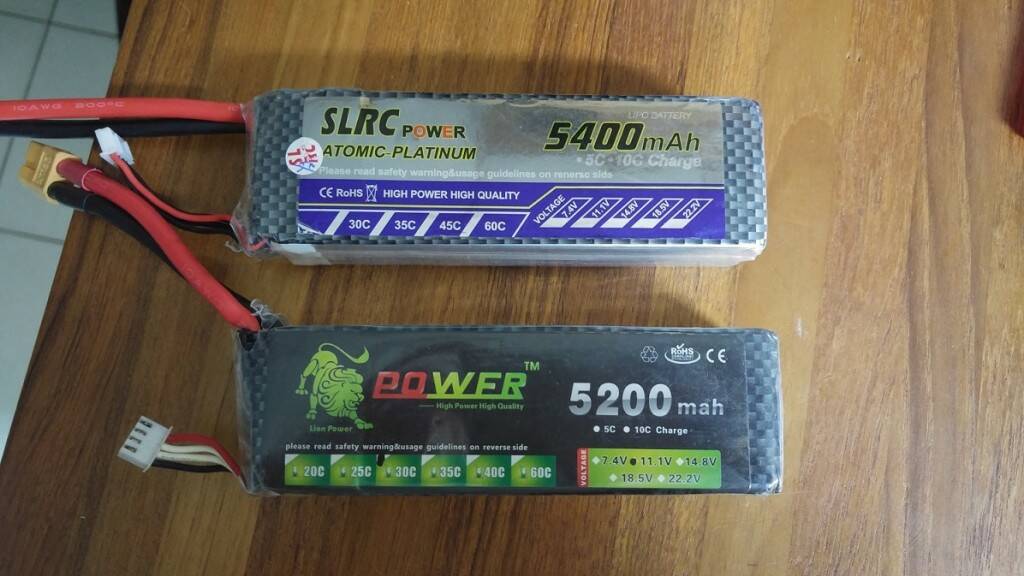 10AWG 200°C
SLRC POWER
ATOMIC-PLATINUM
LIPO BATTERY
5400mAh
•5C•10C Charge
Please read safety warning&usage guidelines on renersc side
CE RoHS HIGH POWER HIGH QUALITY
30C 35C 45C 60C
VOLTAGE 7.4V 11.1V 14.8V 18.5V 22.2V
POWER™
High Power High Quality
Lion Power
RoHS CE
5200 mah
5C 10C Charge
please read safety warning&usage guidelines on reverse side
20C 25C 30C 35C 40C 60C
VOLTAGE
7.4V 11.1V 14.8V
18.5V 22.2V